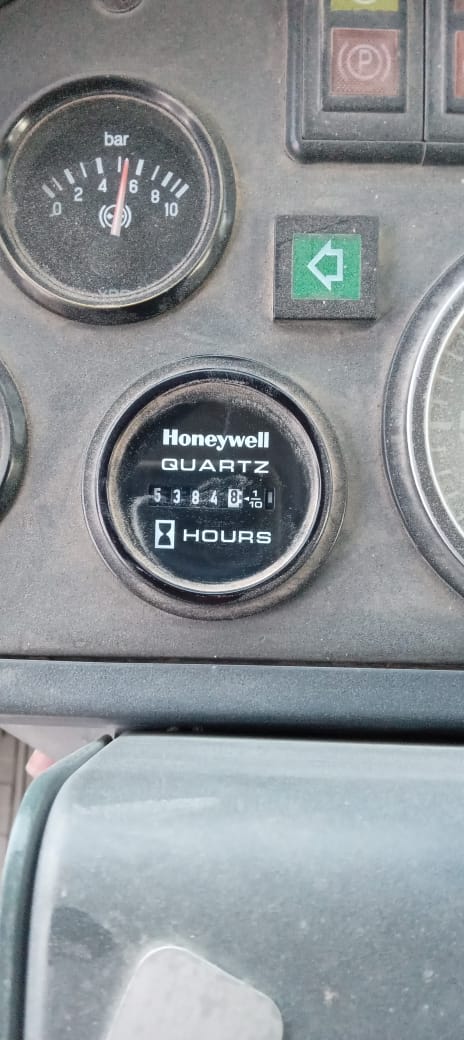 bar
0 2 4 6 8 10
P
Honeywell
QUARTZ
5 3 8 4 8 1/10
HOURS